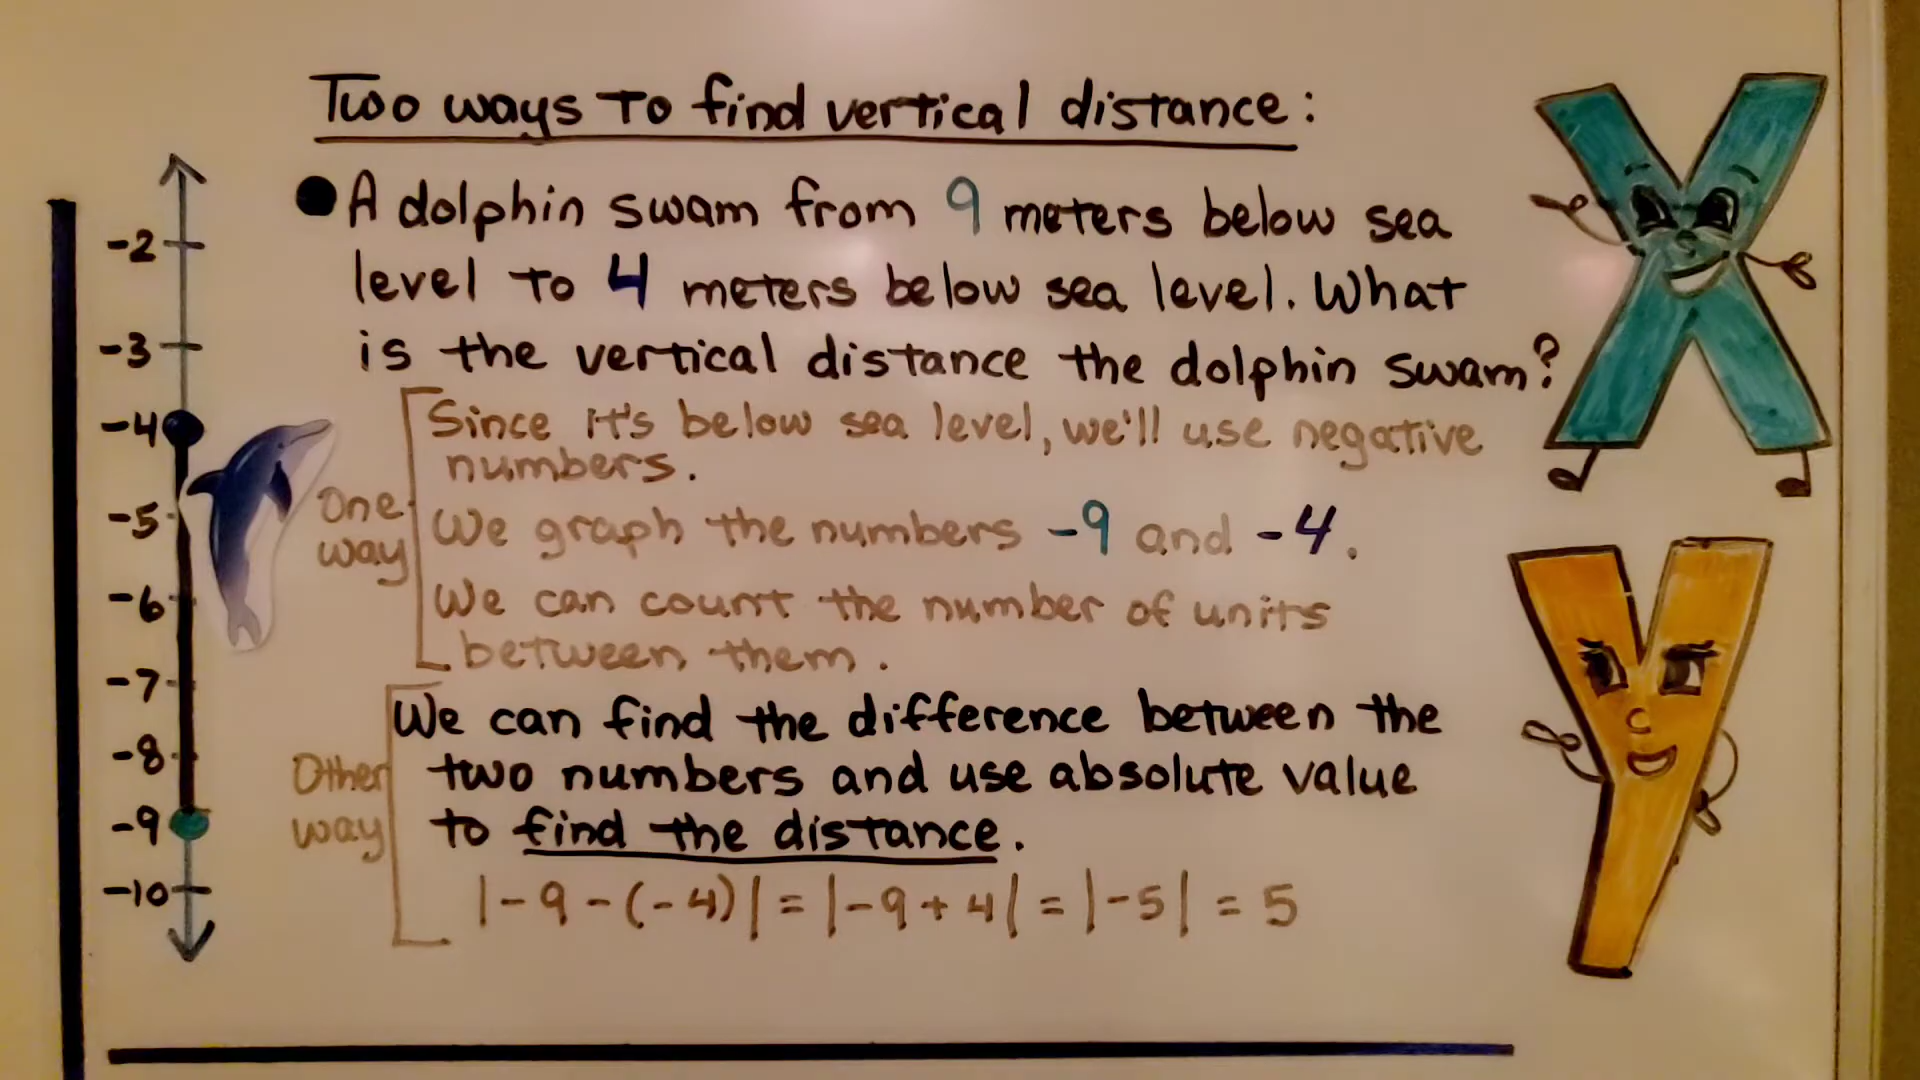 Two ways to find vertical distance:
● A dolphin swam from 9 meters below sea
level to 4 meters below sea level. What
is the vertical distance the dolphin swam?
Since it's below sea level, we'll use negative
numbers.
One
way
We graph the numbers -9 and -4.
We can count the number of units
between them.
We can find the difference between the
two numbers and use absolute value
to find the distance.
Other
way
|-9-(-4)| = |-9+4| = |-5| = 5
-2
-3
-4
-5
-6
-7
-8
-9
-10
X
Y